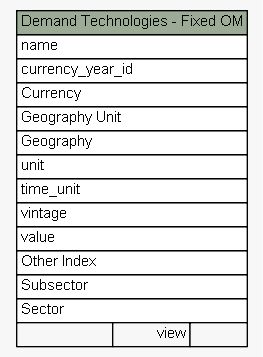 Demand Technologies - Fixed OM
name
currency_year_id
Currency
Geography Unit
Geography
unit
time_unit
vintage
value
Other Index
Subsector
Sector
view